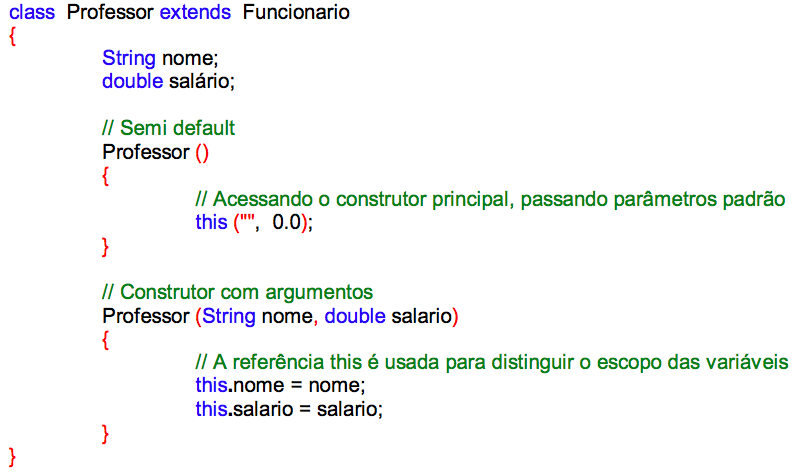 class Professor extends Funcionario
{
String nome;
double salário;
// Semi default
Professor ()
{
// Acessando o construtor principal, passando parâmetros padrão
this ("", 0.0);
}
// Construtor com argumentos
Professor (String nome, double salario)
{
// A referência this é usada para distinguir o escopo das variáveis
this.nome = nome;
this.salario = salario;
}
}